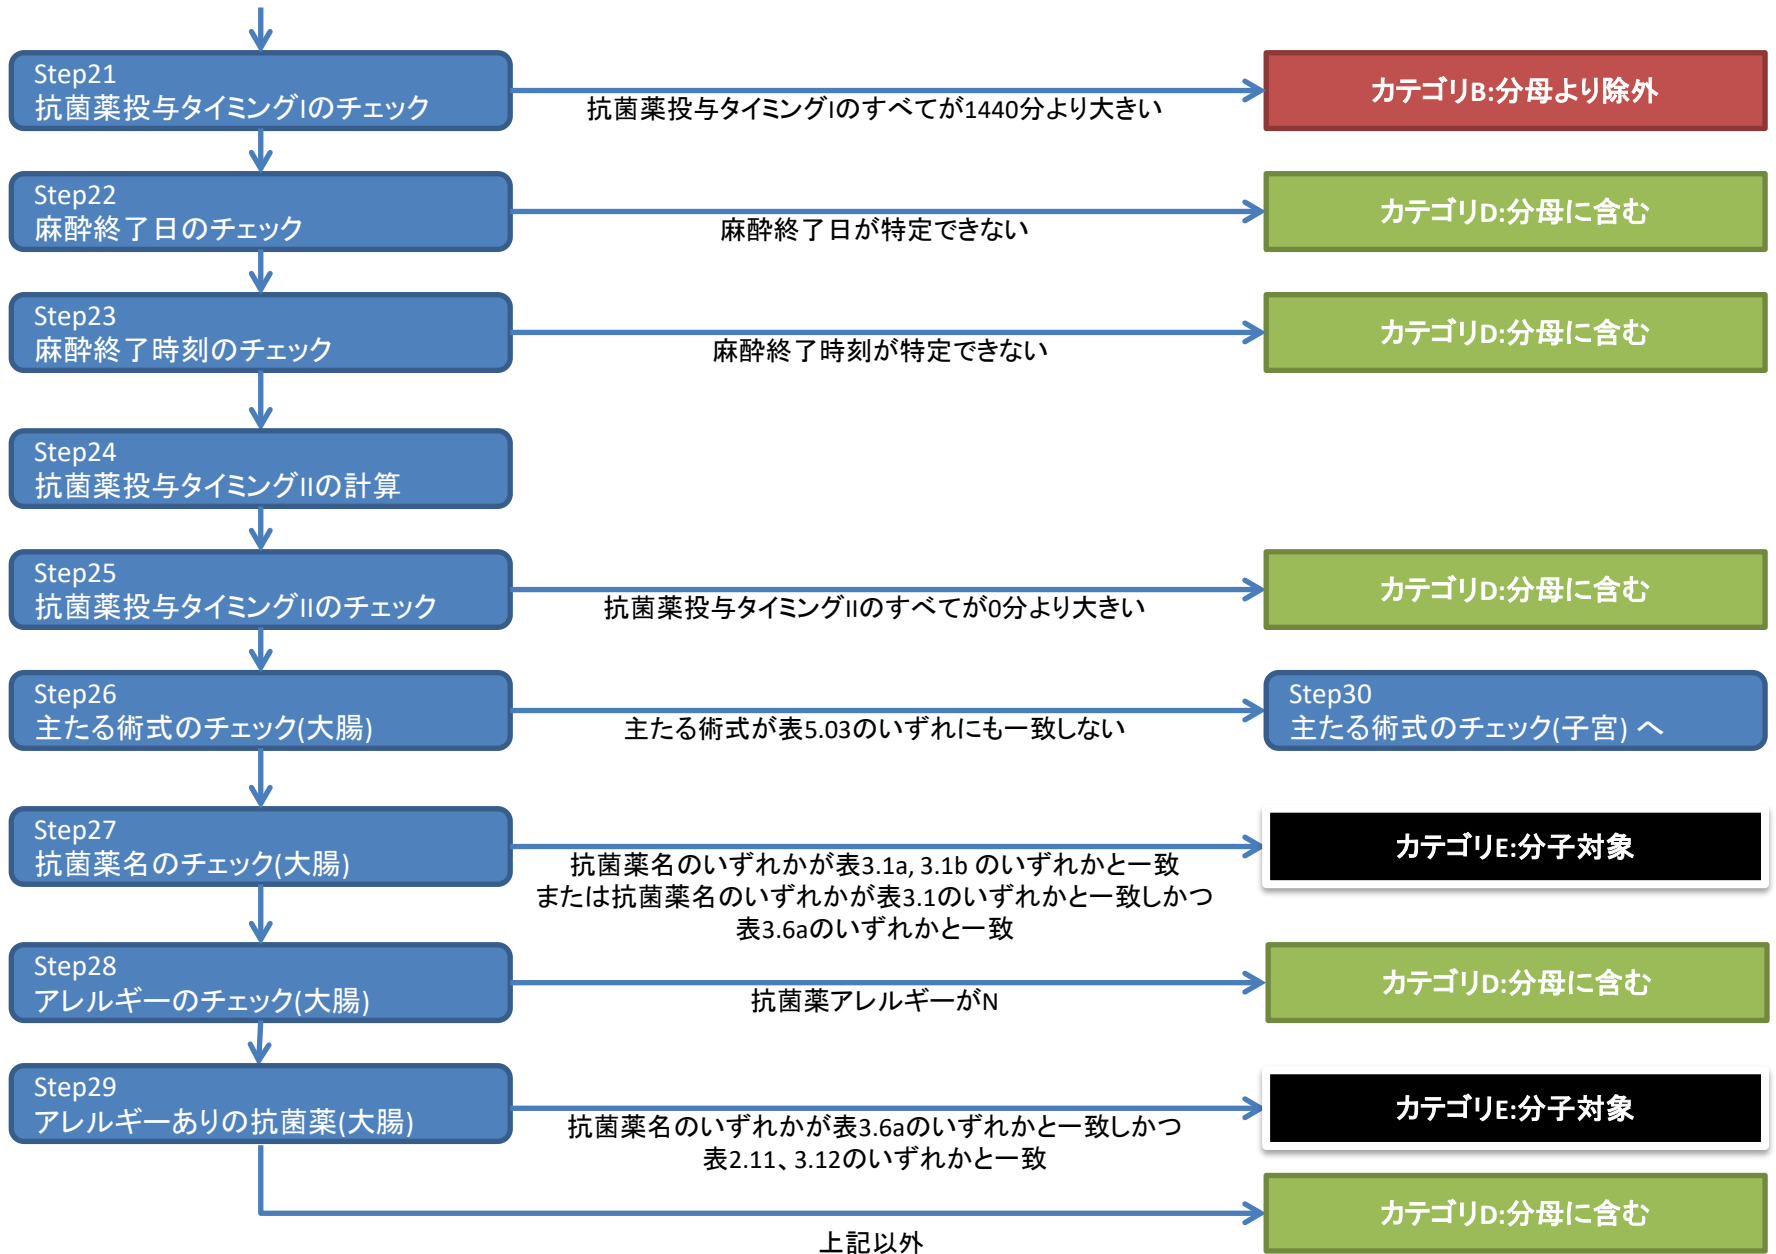 Step21
抗菌薬投与タイミングIのチェック
抗菌薬投与タイミングIのすべてが1440分より大きい
カテゴリB:分母より除外
Step22
麻酔終了日のチェック
麻酔終了日が特定できない
カテゴリD:分母に含む
Step23
麻酔終了時刻のチェック
麻酔終了時刻が特定できない
カテゴリD:分母に含む
Step24
抗菌薬投与タイミングIIの計算
Step25
抗菌薬投与タイミングIIのチェック
抗菌薬投与タイミングIIのすべてが0分より大きい
カテゴリD:分母に含む
Step26
主たる術式のチェック(大腸)
主たる術式が表5.03のいずれにも一致しない
Step30
主たる術式のチェック(子宮) へ
Step27
抗菌薬名のチェック(大腸)
抗菌薬名のいずれかが表3.1a, 3.1b のいずれかと一致
または抗菌薬名のいずれかが表3.1のいずれかと一致しかつ
表3.6aのいずれかと一致
カテゴリE:分子対象
Step28
アレルギーのチェック(大腸)
抗菌薬アレルギーがN
カテゴリD:分母に含む
Step29
アレルギーありの抗菌薬(大腸)
抗菌薬名のいずれかが表3.6aのいずれかと一致しかつ
表2.11、3.12のいずれかと一致
カテゴリE:分子対象
上記以外
カテゴリD:分母に含む